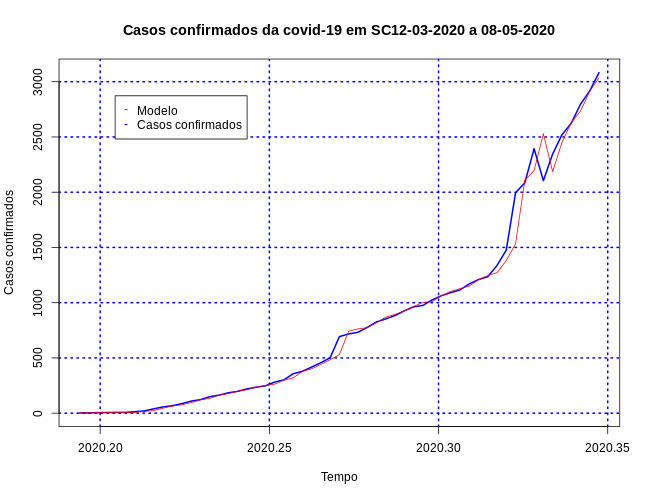 Casos confirmados da covid-19 em SC12-03-2020 a 08-05-2020
Casos confirmados
3000
2500
2000
1500
1000
500
0
- Modelo
- Casos confirmados
2020.20 2020.25 2020.30 2020.35
Tempo